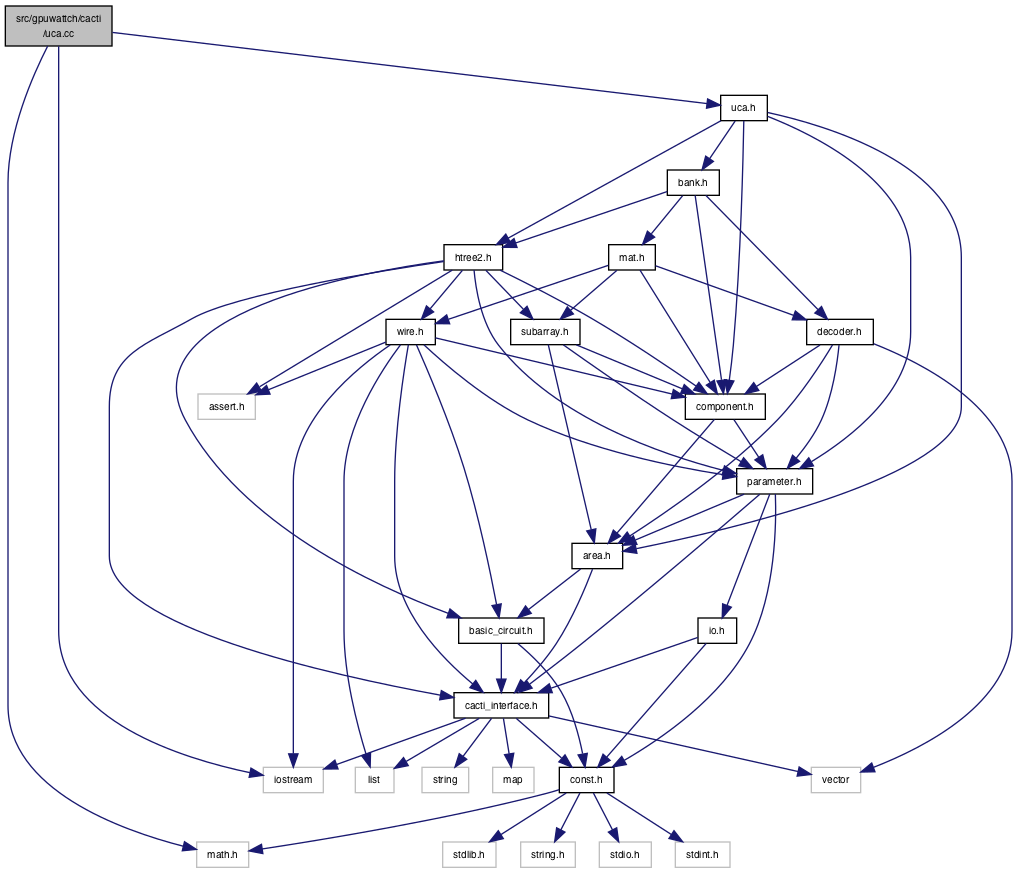 src/gpuwattch/cacti
/uca.cc
uca.h
bank.h
htree2.h
mat.h
wire.h
subarray.h
decoder.h
assert.h
component.h
parameter.h
area.h
basic_circuit.h
io.h
cacti_interface.h
iostream
list
string
map
const.h
vector
math.h
stdlib.h
string.h
stdio.h
stdint.h